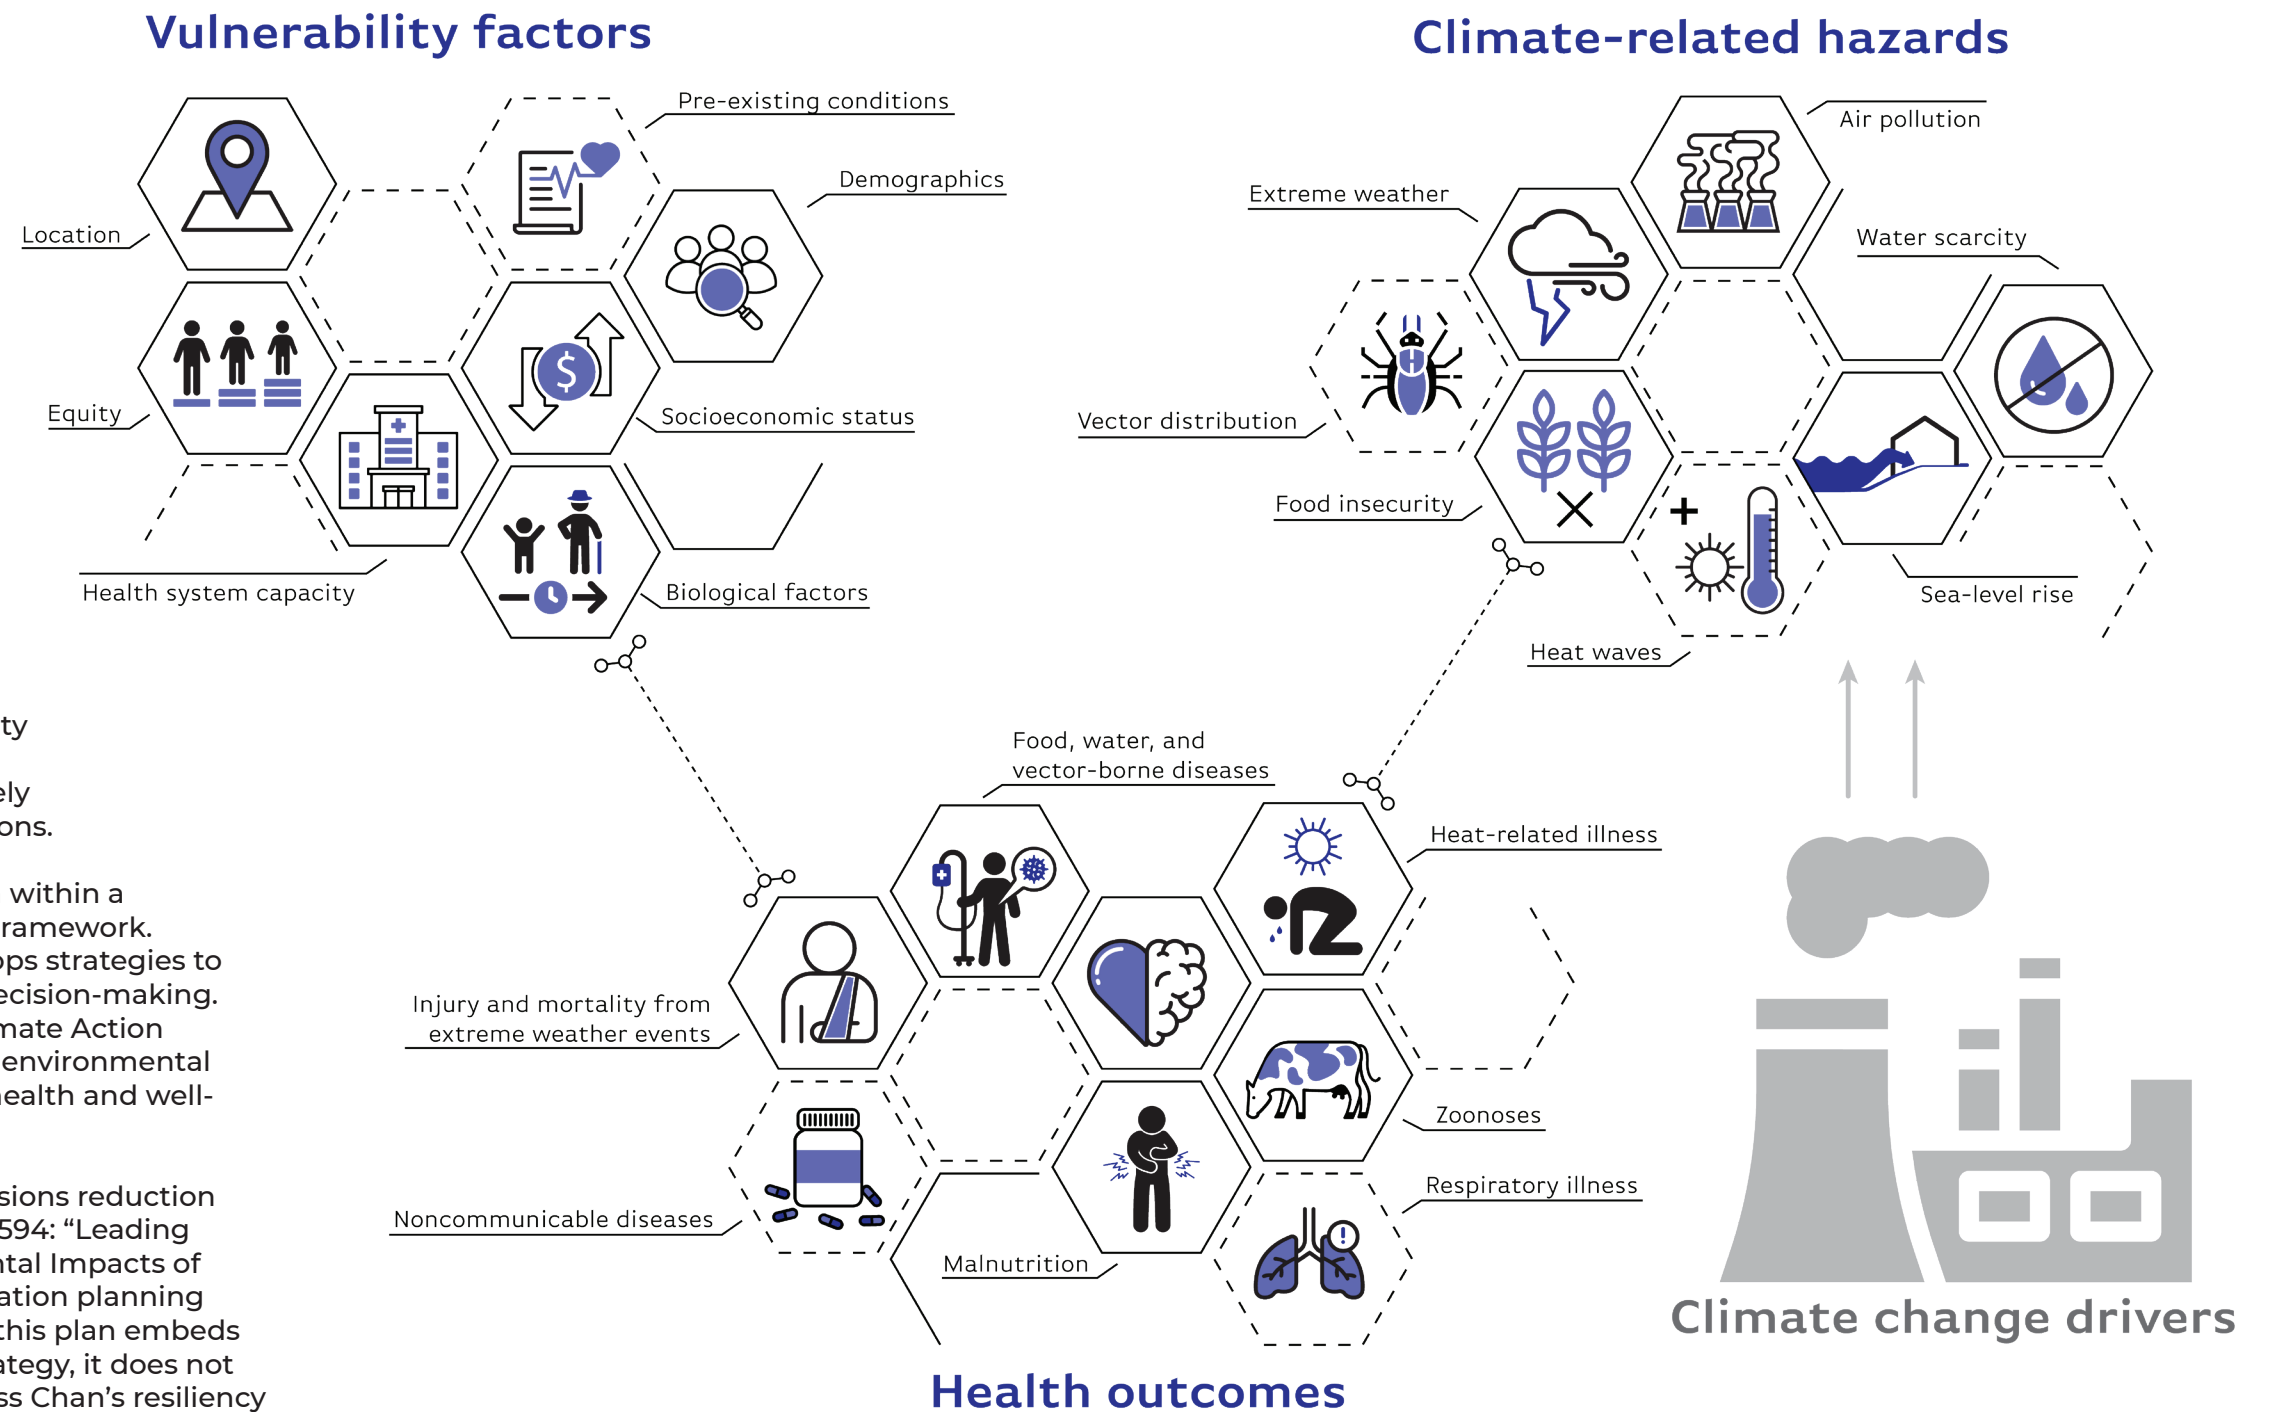 Vulnerability factors
Pre-existing conditions
Demographics
Location
Equity
Socioeconomic status
Health system capacity
Biological factors
Climate-related hazards
Air pollution
Extreme weather
Water scarcity
Vector distribution
Food insecurity
Sea-level rise
Heat waves
ty
ely
ons.
within a
ramework.
ops strategies to
ecision-making.
mate Action
environmental
health and well-
sions reduction
594: “Leading
ntal Impacts of
ation planning
this plan embeds
ategy, it does not
ss Chan’s resiliency
Food, water, and
vector-borne diseases
Heat-related illness
Injury and mortality from
extreme weather events
Zoonoses
Respiratory illness
Noncommunicable diseases
Malnutrition
Health outcomes
Climate change drivers